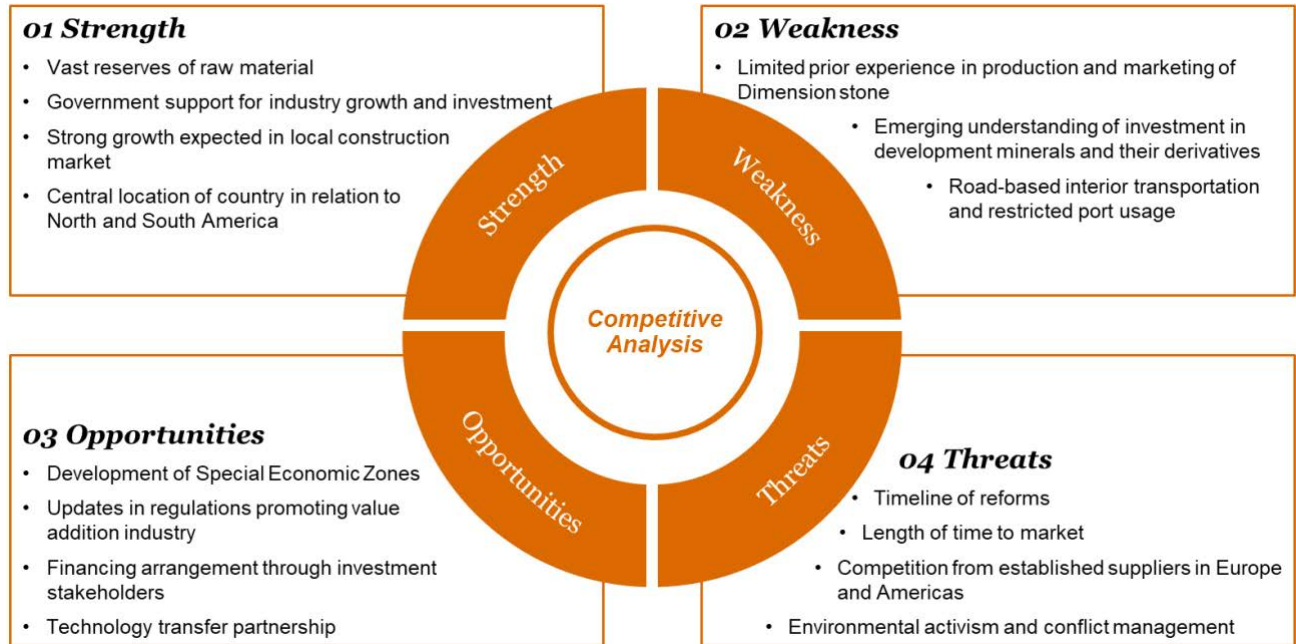 01 Strength
• Vast reserves of raw material
• Government support for industry growth and investment
• Strong growth expected in local construction
market
• Central location of country in relation to
North and South America
02 Weakness
• Limited prior experience in production and marketing of
Dimension stone
• Emerging understanding of investment in
development minerals and their derivatives
• Road-based interior transportation
and restricted port usage
Strength
Weakness
Competitive
Analysis
Opportunities
Threats
03 Opportunities
• Development of Special Economic Zones
• Updates in regulations promoting value
addition industry
• Financing arrangement through investment
stakeholders
• Technology transfer partnership
04 Threats
• Timeline of reforms
• Length of time to market
• Competition from established suppliers in Europe
and Americas
• Environmental activism and conflict management